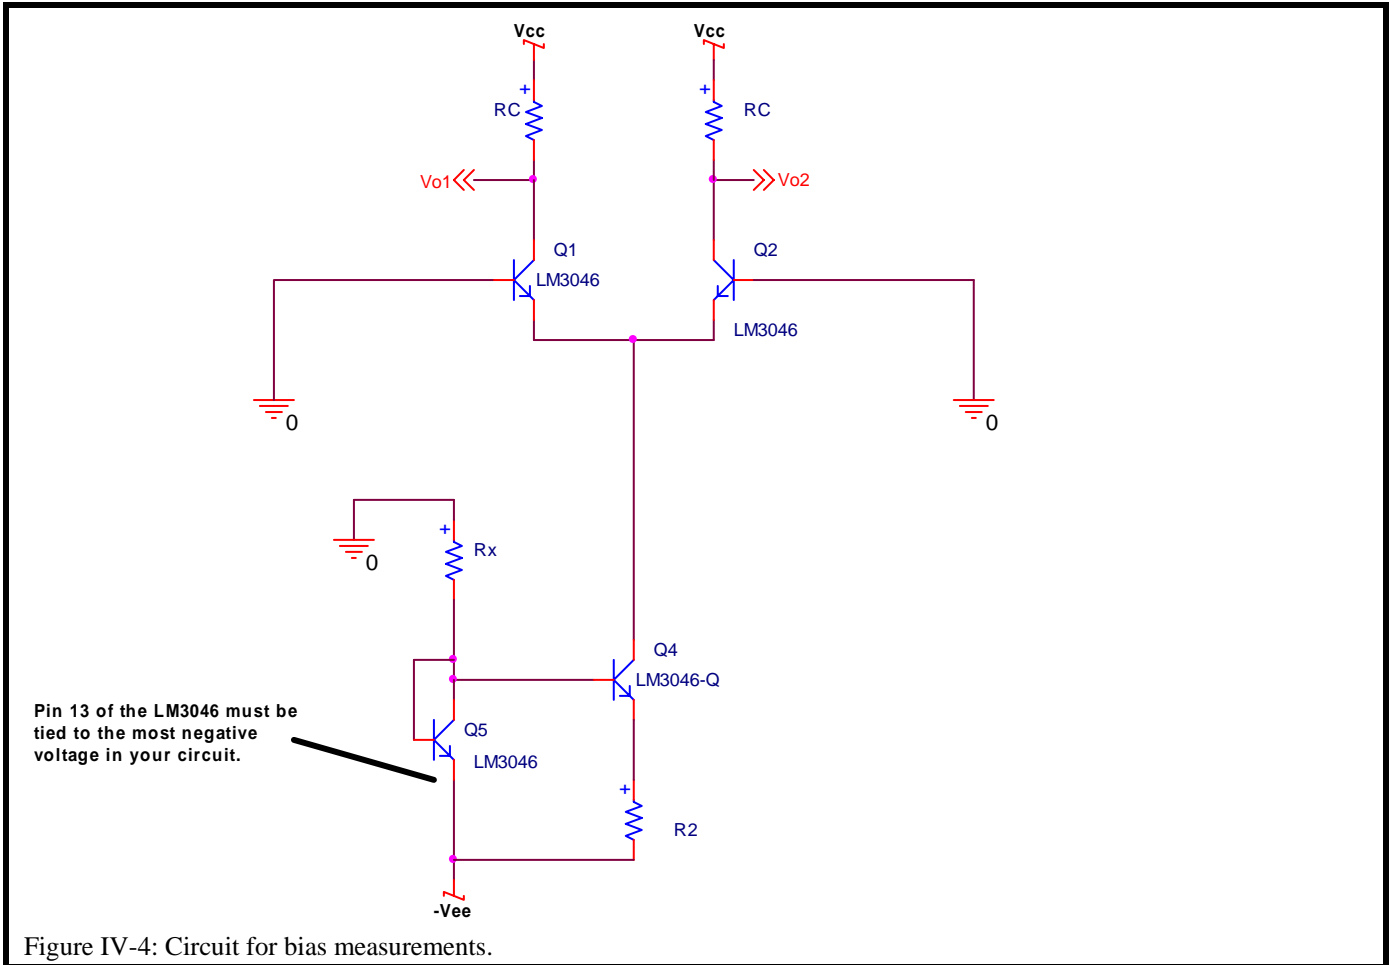 Vcc
Vcc
RC
RC
Vo1
Vo2
Q1
LM3046
Q2
LM3046
0
0
Rx
0
Q4
LM3046-Q
Pin 13 of the LM3046 must be
tied to the most negative
voltage in your circuit.
Q5
LM3046
R2
-Vee
Figure IV-4: Circuit for bias measurements.